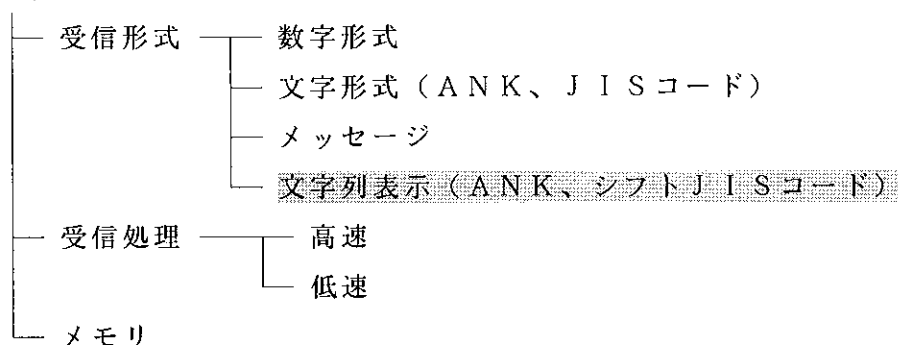 受信形式 数字形式
文字形式（ＡＮＫ、ＪＩＳコード）
メッセージ
文字列表示（ＡＮＫ、シフトＪＩＳコード）
受信処理 高速
低速
メモリ